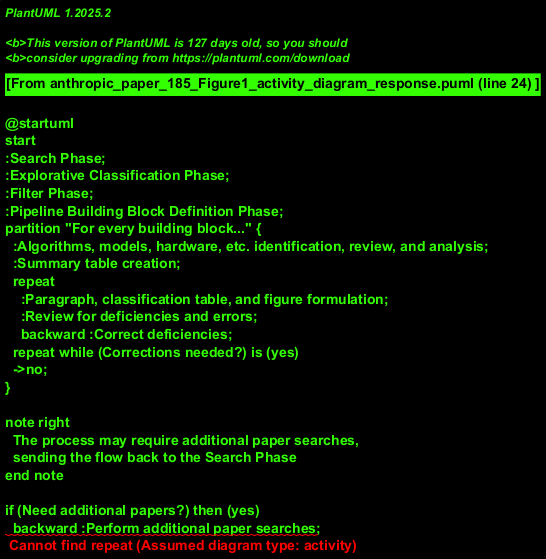 PlantUML 1.2025.2
<b>This version of PlantUML is 127 days old, so you should
<b>consider upgrading from https://plantuml.com/download
[From anthropic_paper_185_Figure1_activity_diagram_response.puml (line 24) ]
@startuml
start
:Search Phase;
:Explorative Classification Phase;
:Filter Phase;
:Pipeline Building Block Definition Phase;
partition "For every building block..." {
:Algorithms, models, hardware, etc. identification, review, and analysis;
:Summary table creation;
repeat
:Paragraph, classification table, and figure formulation;
:Review for deficiencies and errors;
backward :Correct deficiencies;
repeat while (Corrections needed?) is (yes)
->no;
}
note right
The process may require additional paper searches,
sending the flow back to the Search Phase
end note
if (Need additional papers?) then (yes)
backward :Perform additional paper searches;
Cannot find repeat (Assumed diagram type: activity)